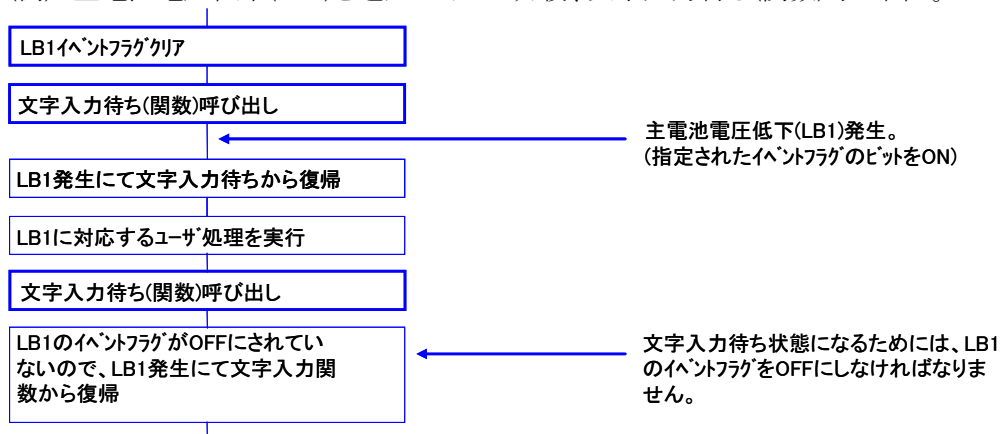 LB1ｲﾍﾞﾝﾄﾌﾗｸﾞｸﾘｱ
文字入力待ち(関数)呼び出し
主電池電圧低下(LB1)発生。
(指定されたｲﾍﾞﾝﾄﾌﾗｸﾞのﾋﾞｯﾄをON)
LB1発生にて文字入力待ちから復帰
LB1に対応するﾕｰｻﾞ処理を実行
文字入力待ち(関数)呼び出し
LB1のｲﾍﾞﾝﾄﾌﾗｸﾞがOFFにされてい
ないので、LB1発生にて文字入力関
数から復帰
文字入力待ち状態になるためには、LB1
のｲﾍﾞﾝﾄﾌﾗｸﾞをOFFにしなければなりま
せん。